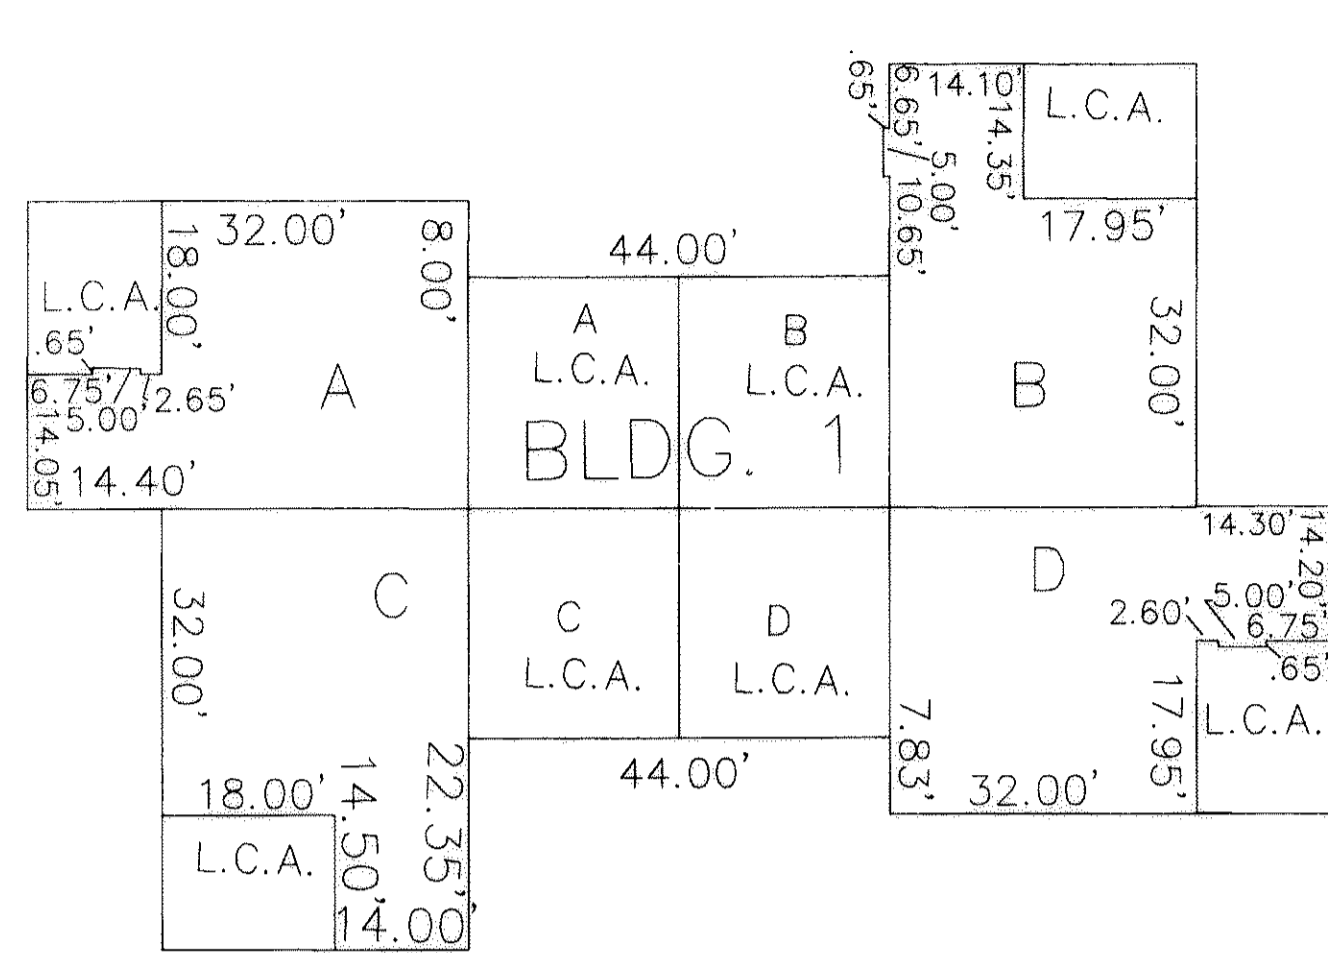 .65'
6.65'
14.10'
L.C.A.
14.35'
5.00'
10.65'
17.95'
32.00'
B
32.00'
18.00'
8.00'
L.C.A.
.65'
6.75'
5.00'
2.65'
14.05'
14.40'
A
44.00'
A
L.C.A.
B
L.C.A.
BLDG. 1
C
L.C.A.
D
L.C.A.
44.00'
C
32.00'
18.00'
14.50'
22.35'
L.C.A.
14.00'
D
14.30'
14.20'
2.60'
5.00'
6.75'
.65'
7.83'
32.00'
17.95'
L.C.A.